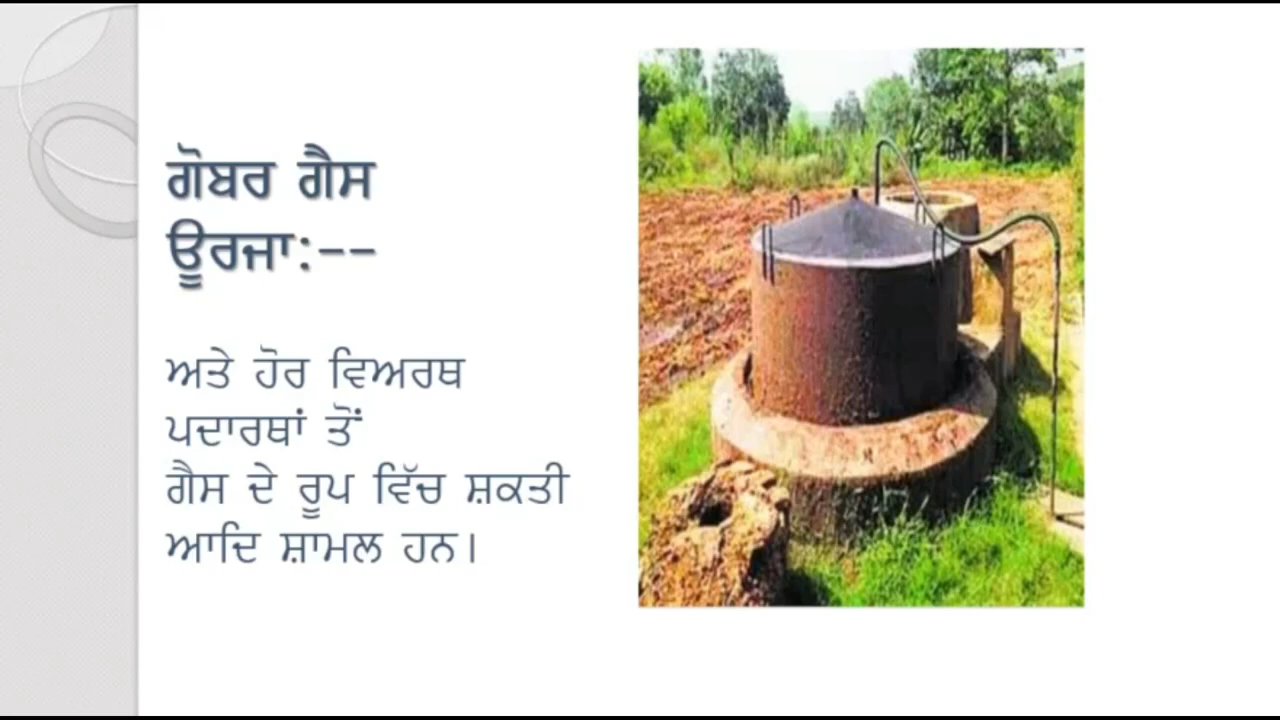 ਗੋਬਰ ਗੈਸ
ਊਰਜਾ:--
ਅਤੇ ਹੋਰ ਵਿਅਰਥ
ਪਦਾਰਥਾਂ ਤੋਂ
ਗੈਸ ਦੇ ਰੂਪ ਵਿੱਚ ਸ਼ਕਤੀ
ਆਦਿ ਸ਼ਾਮਲ ਹਨ।